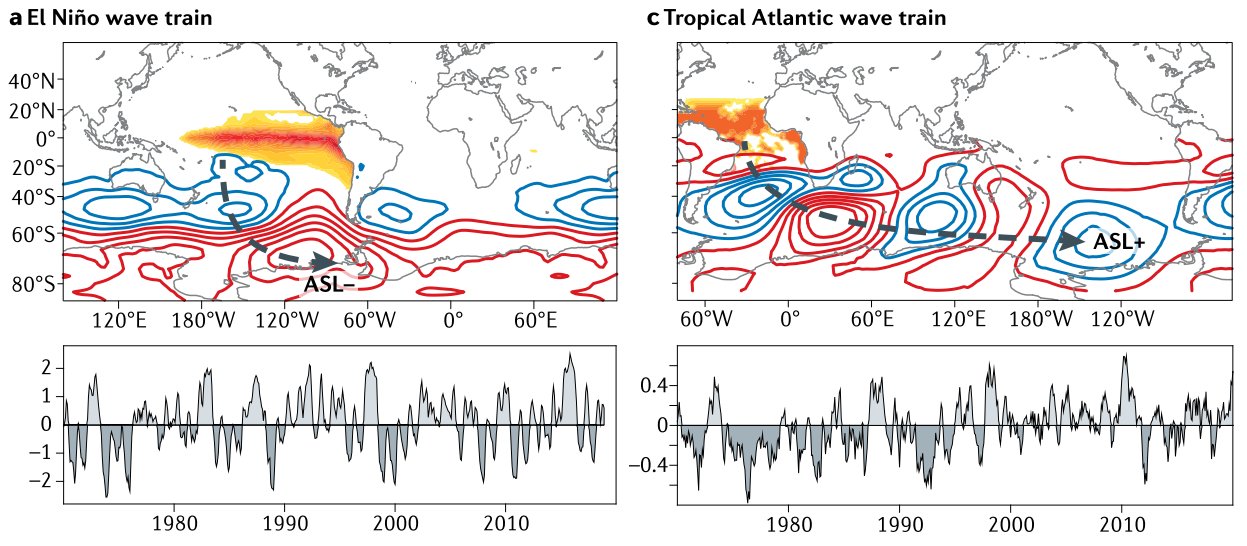 a El Niño wave train
40°N
20°N
0°
20°S
40°S
60°S
80°S
ASL–
120°E 180°W 120°W 60°W 0° 60°E
2
1
0
–1
–2
1980 1990 2000 2010
c Tropical Atlantic wave train
ASL+
60°W 0° 60°E 120°E 180°W 120°W
0.4
0
–0.4
1980 1990 2000 2010